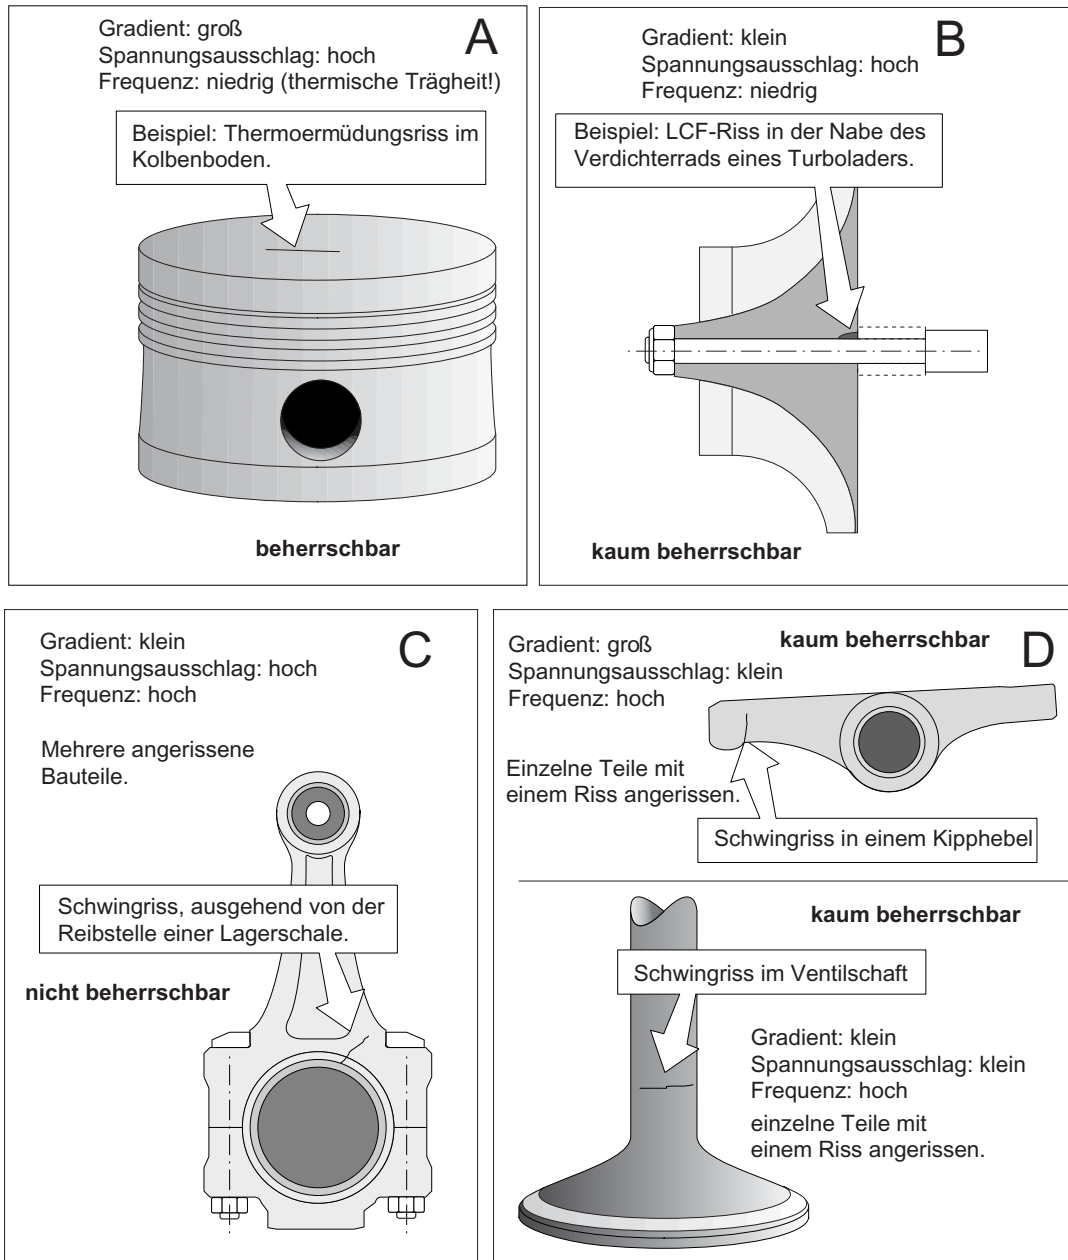 A
Gradient: groß
Spannungsausschlag: hoch
Frequenz: niedrig (thermische Trägheit!)
Beispiel: Thermoermüdungsriss im
Kolbenboden.
beherrschbar
B
Gradient: klein
Spannungsausschlag: hoch
Frequenz: niedrig
Beispiel: LCF-Riss in der Nabe des
Verdichterrads eines Turboladers.
kaum beherrschbar
C
Gradient: klein
Spannungsausschlag: hoch
Frequenz: hoch
Mehrere angerissene
Bauteile.
Schwingriss, ausgehend von der
Reibstelle einer Lagerschale.
nicht beherrschbar
D
kaum beherrschbar
Gradient: groß
Spannungsausschlag: klein
Frequenz: hoch
Einzelne Teile mit
einem Riss angerissen.
Schwingriss in einem Kipphebel
kaum beherrschbar
Schwingriss im Ventilschaft
Gradient: klein
Spannungsausschlag: klein
Frequenz: hoch
einzelne Teile mit
einem Riss angerissen.